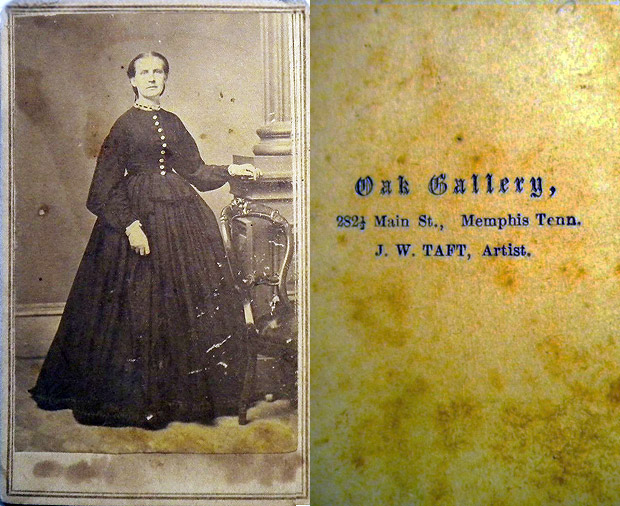 Oak Gallery,
282½ Main St., Memphis Tenn.
J. W. TAFT, Artist.